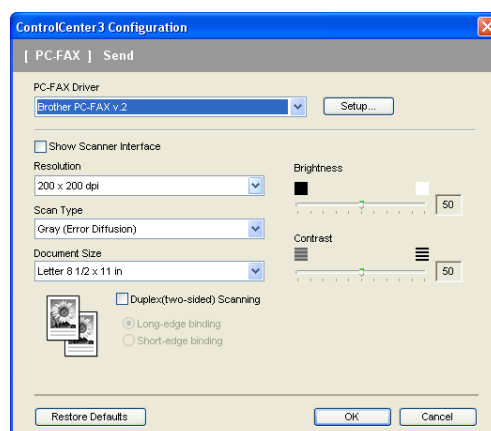 ControlCenter3 Configuration
[ PC-FAX ] Send
PC-FAX Driver
Brother PC-FAX v.2
Setup...
Show Scanner Interface
Resolution
200 x 200 dpi
Scan Type
Gray (Error Diffusion)
Document Size
Letter 8 1/2 x 11 in
Duplex(two-sided) Scanning
Long-edge binding
Short-edge binding
Brightness
50
Contrast
50
Restore Defaults
OK
Cancel